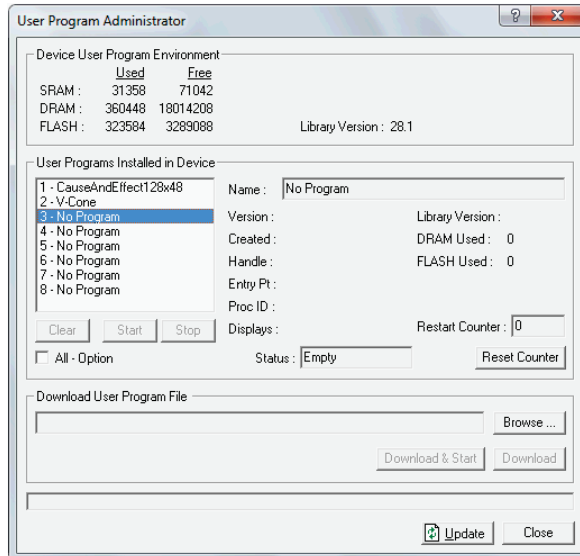 User Program Administrator
Device User Program Environment
Used Free
SRAM : 31358 71042
DRAM : 360448 18014208
FLASH : 323584 3289088 Library Version : 28.1
User Programs Installed in Device
1 - CauseAndEffect128x48
2 - V-Cone
3 - No Program
4 - No Program
5 - No Program
6 - No Program
7 - No Program
8 - No Program
Clear Start Stop
All - Option
Name : No Program
Version : Library Version :
Created : DRAM Used : 0
Handle : FLASH Used : 0
Entry Pt :
Proc ID :
Displays : Restart Counter : 0
Status : Empty Reset Counter
Download User Program File
Browse ...
Download & Start Download
Update Close